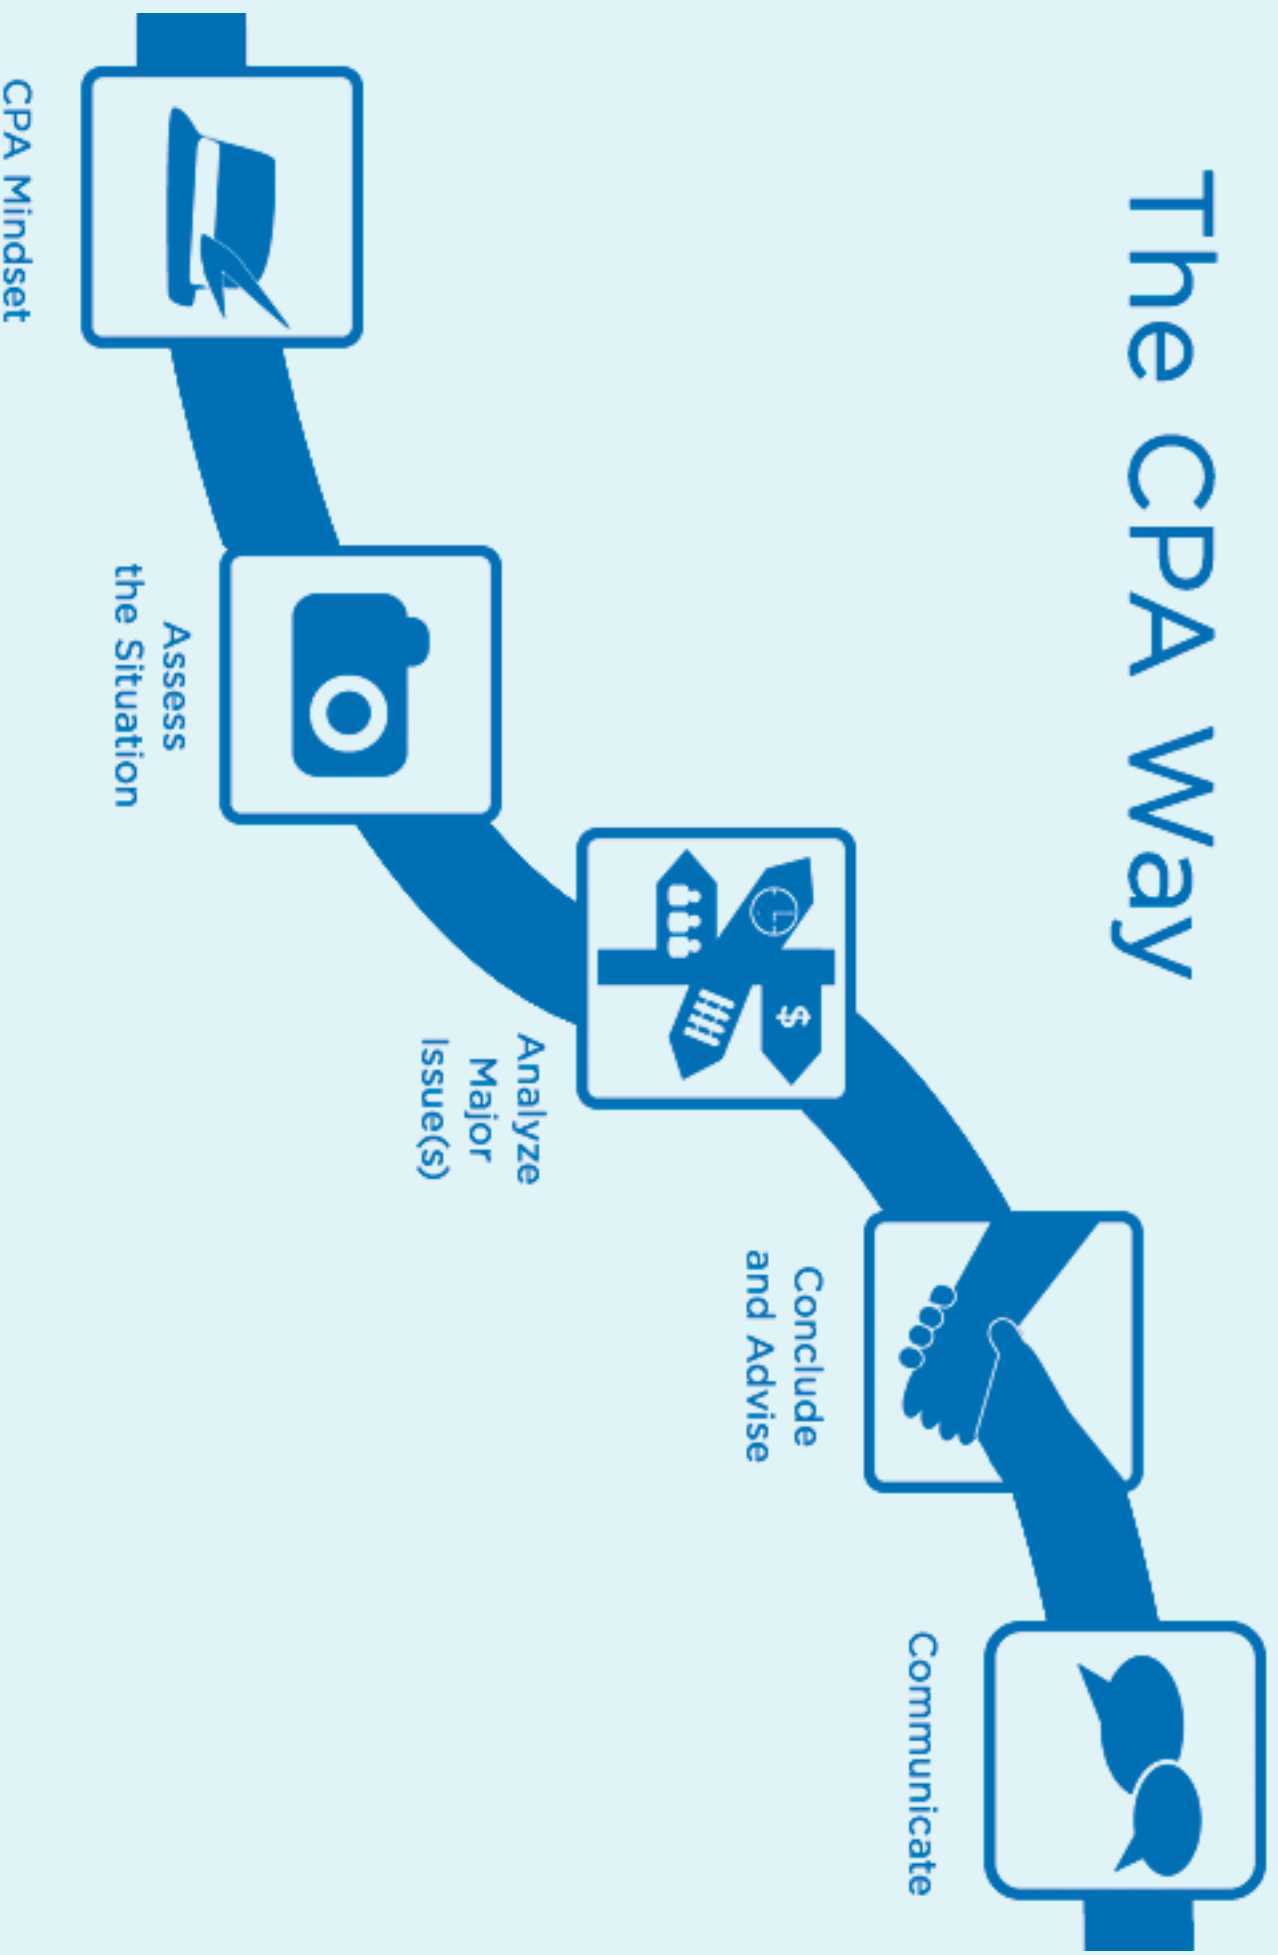 The CPA Way
CPA Mindset
Assess
the Situation
$
Analyze
Major
Issue(s)
Conclude
and Advise
Communicate